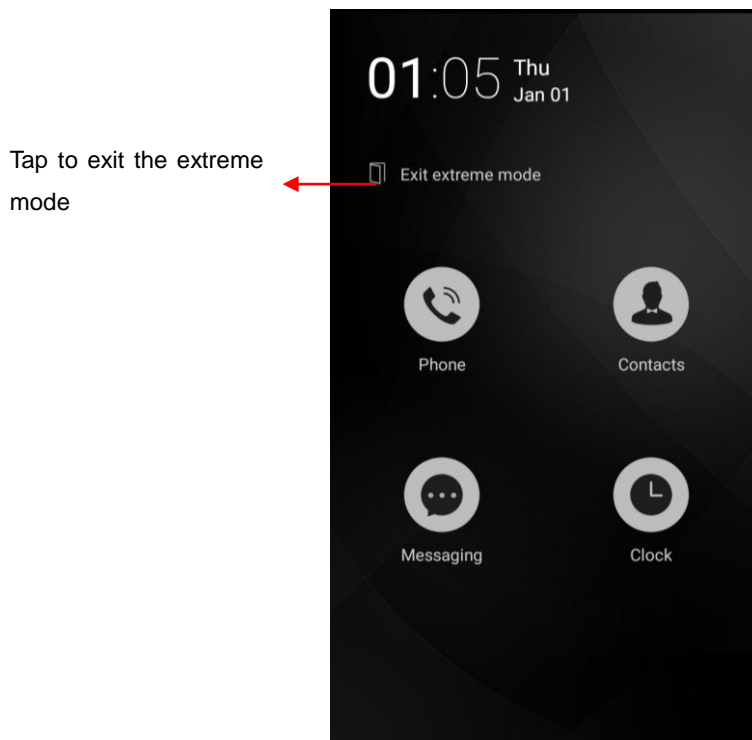 01:05 Thu
Jan 01
Tap to exit the extreme
mode
Exit extreme mode
Phone Contacts
Messaging Clock